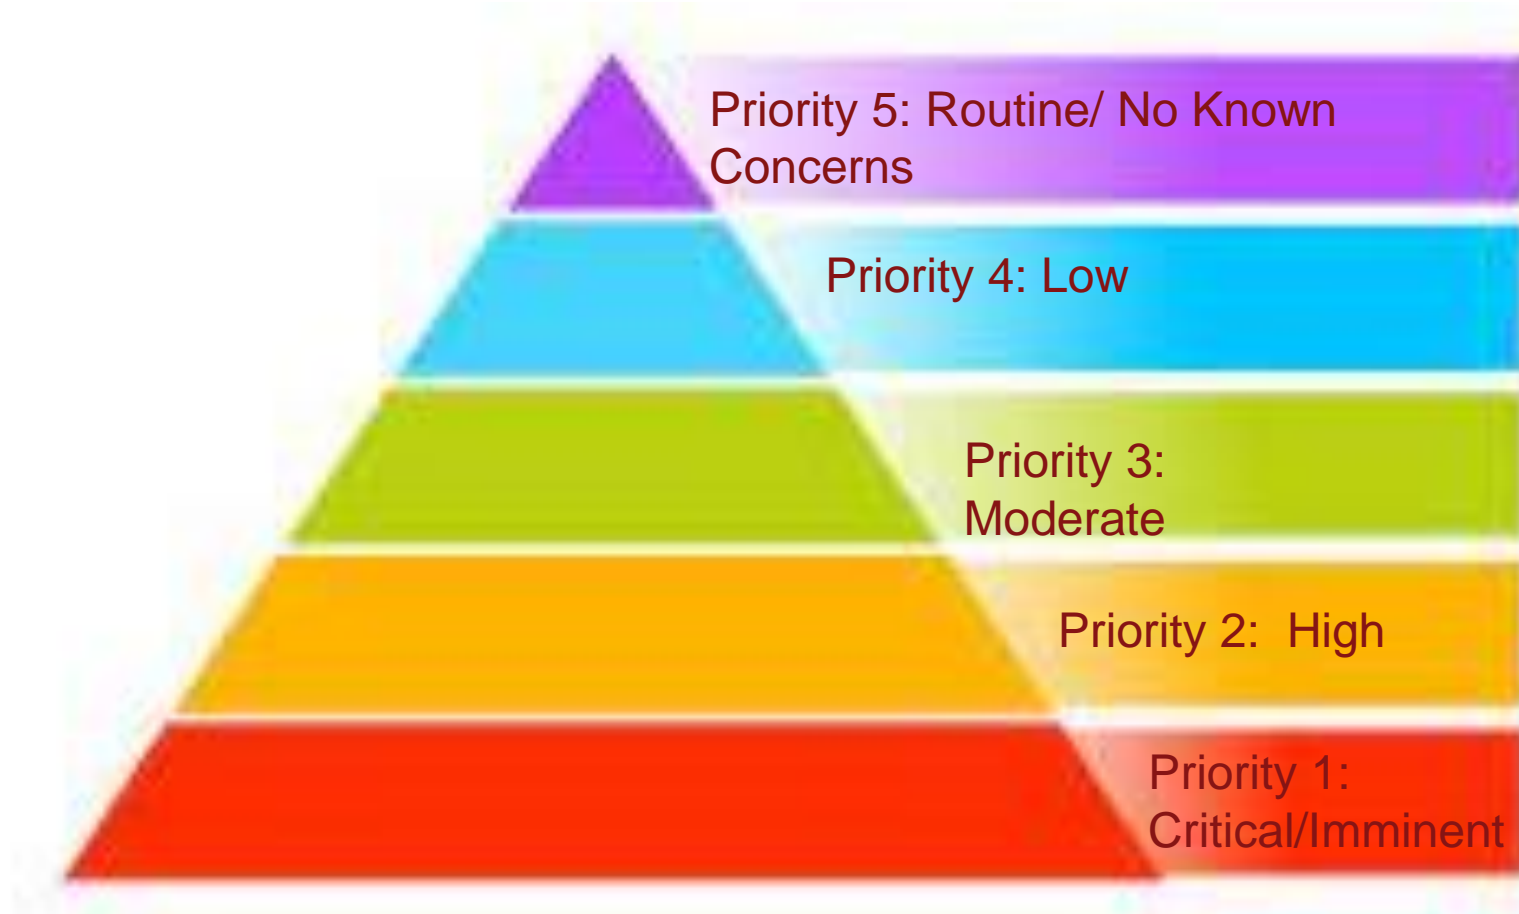 Priority 5: Routine/ No Known
Concerns
Priority 4: Low
Priority 3:
Moderate
Priority 2:  High
Priority 1:
Critical/Imminent